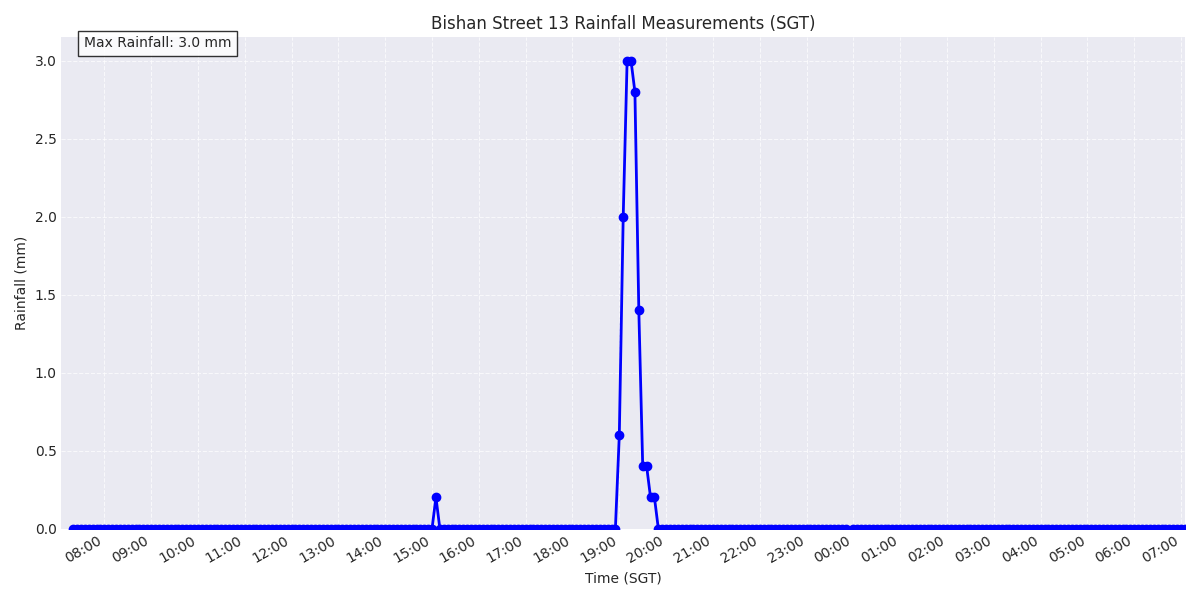 Bishan Street 13 Rainfall Measurements (SGT)
Max Rainfall: 3.0 mm
3.0
2.5
2.0
1.5
1.0
0.5
0.0
Rainfall (mm)
08:00 09:00 10:00 11:00 12:00 13:00 14:00 15:00 16:00 17:00 18:00 19:00 20:00 21:00 22:00 23:00 00:00 01:00 02:00 03:00 04:00 05:00 06:00 07:00
Time (SGT)